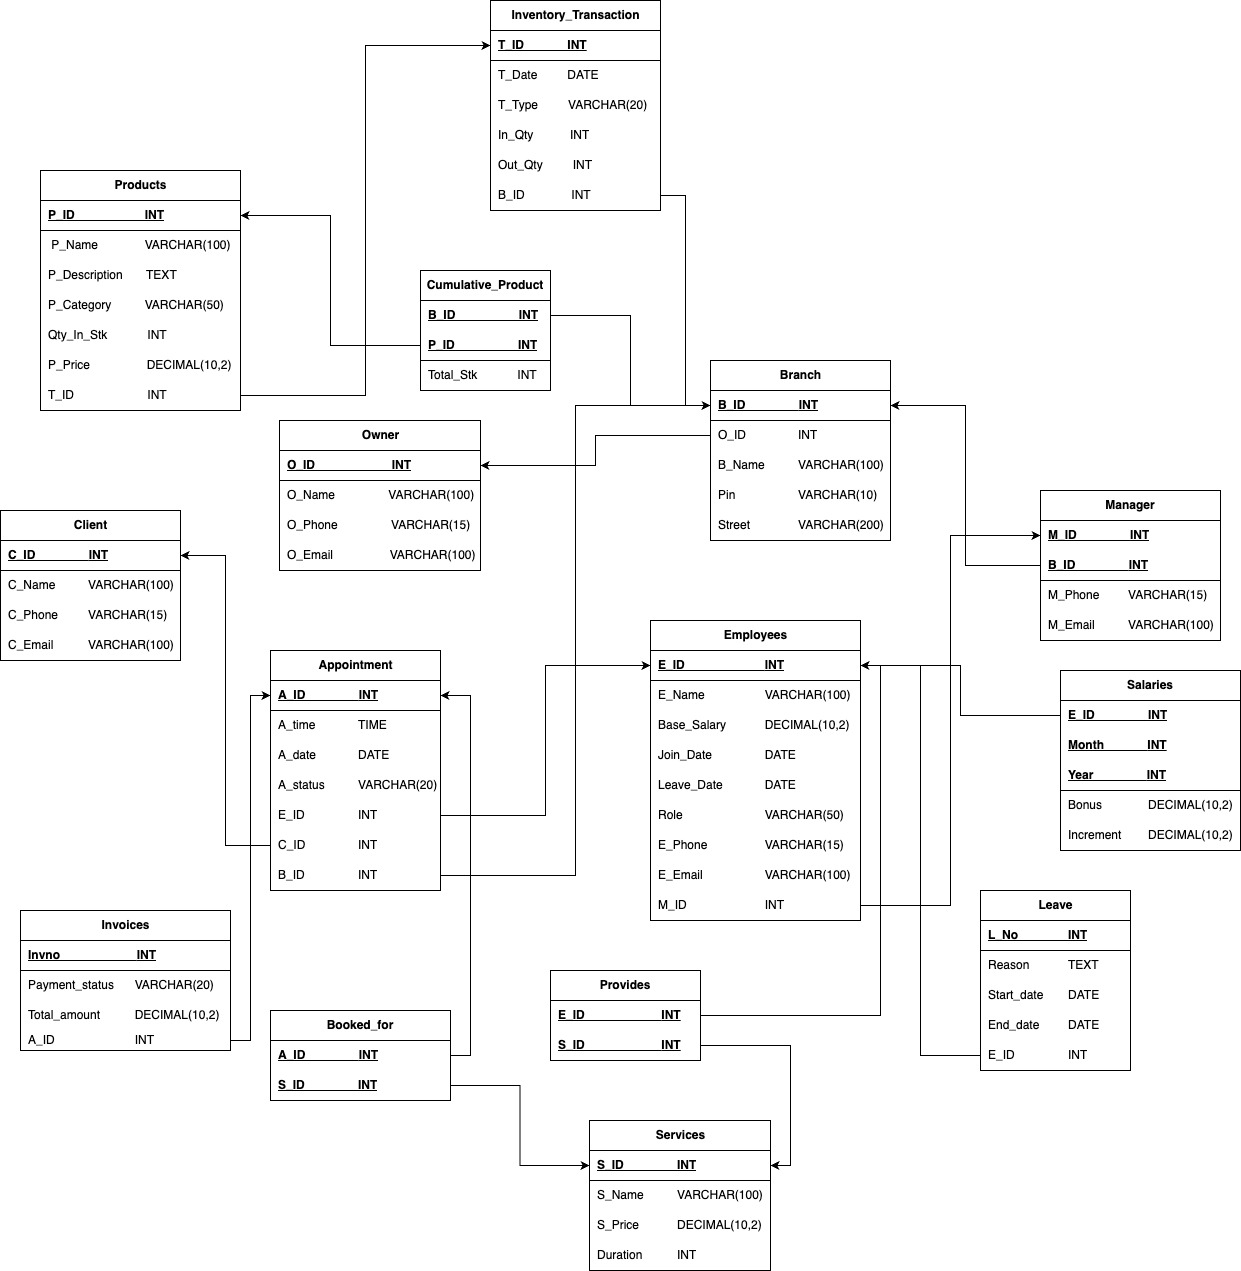 Inventory_Transaction
T_ID INT
T_Date DATE
T_Type VARCHAR(20)
In_Qty INT
Out_Qty INT
B_ID INT
Products
P_ID INT
P_Name VARCHAR(100)
P_Description TEXT
P_Category VARCHAR(50)
Qty_In_Stk INT
P_Price DECIMAL(10,2)
T_ID INT
Cumulative_Product
B_ID INT
P_ID INT
Total_Stk INT
Branch
B_ID INT
O_ID INT
B_Name VARCHAR(100)
Pin VARCHAR(10)
Street VARCHAR(200)
Owner
O_ID INT
O_Name VARCHAR(100)
O_Phone VARCHAR(15)
O_Email VARCHAR(100)
Manager
M_ID INT
B_ID INT
M_Phone VARCHAR(15)
M_Email VARCHAR(100)
Client
C_ID INT
C_Name VARCHAR(100)
C_Phone VARCHAR(15)
C_Email VARCHAR(100)
Employees
E_ID INT
E_Name VARCHAR(100)
Base_Salary DECIMAL(10,2)
Join_Date DATE
Leave_Date DATE
Role VARCHAR(50)
E_Phone VARCHAR(15)
E_Email VARCHAR(100)
M_ID INT
Appointment
A_ID INT
A_time TIME
A_date DATE
A_status VARCHAR(20)
E_ID INT
C_ID INT
B_ID INT
Salaries
E_ID INT
Month INT
Year INT
Bonus DECIMAL(10,2)
Increment DECIMAL(10,2)
Leave
L_No INT
Reason TEXT
Start_date DATE
End_date DATE
E_ID INT
Invoices
Invno INT
Payment_status VARCHAR(20)
Total_amount DECIMAL(10,2)
A_ID INT
Provides
E_ID INT
S_ID INT
Booked_for
A_ID INT
S_ID INT
Services
S_ID INT
S_Name VARCHAR(100)
S_Price DECIMAL(10,2)
Duration INT